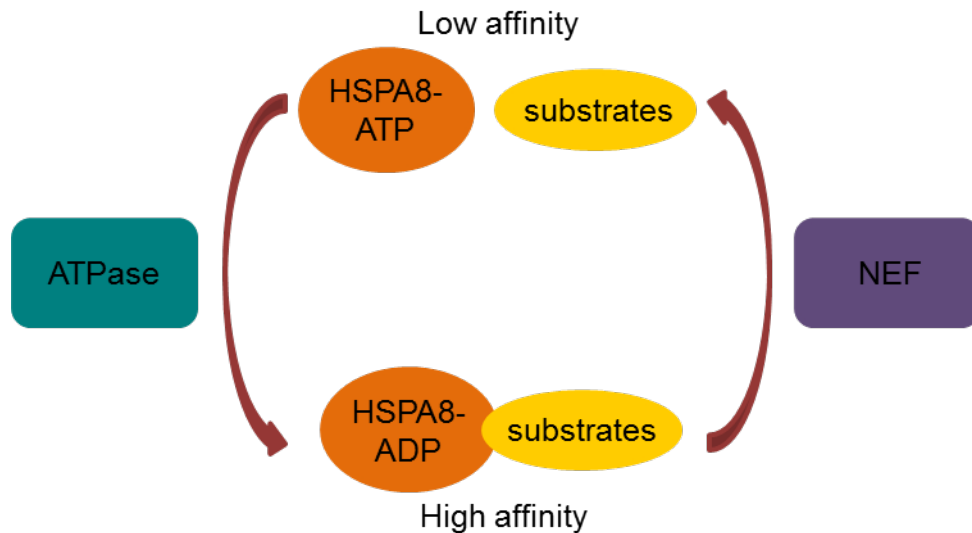 Low affinity
HSPA8-
ATP
substrates
ATPase
NEF
HSPA8-
ADP
substrates
High affinity